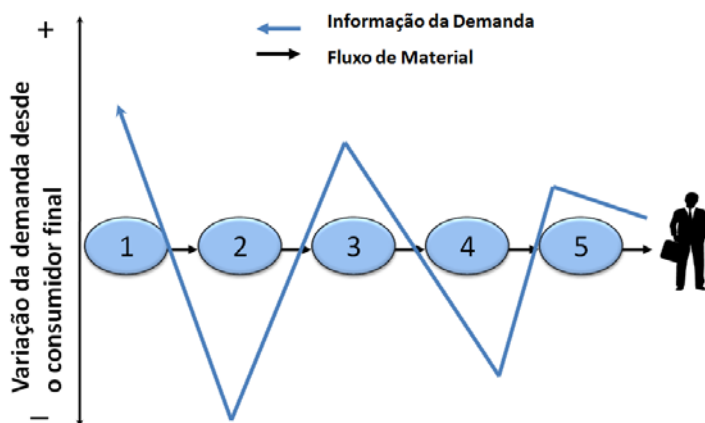 +
Informação da Demanda
Fluxo de Material
Variação da demanda desde
o consumidor final
1 2 3 4 5
–